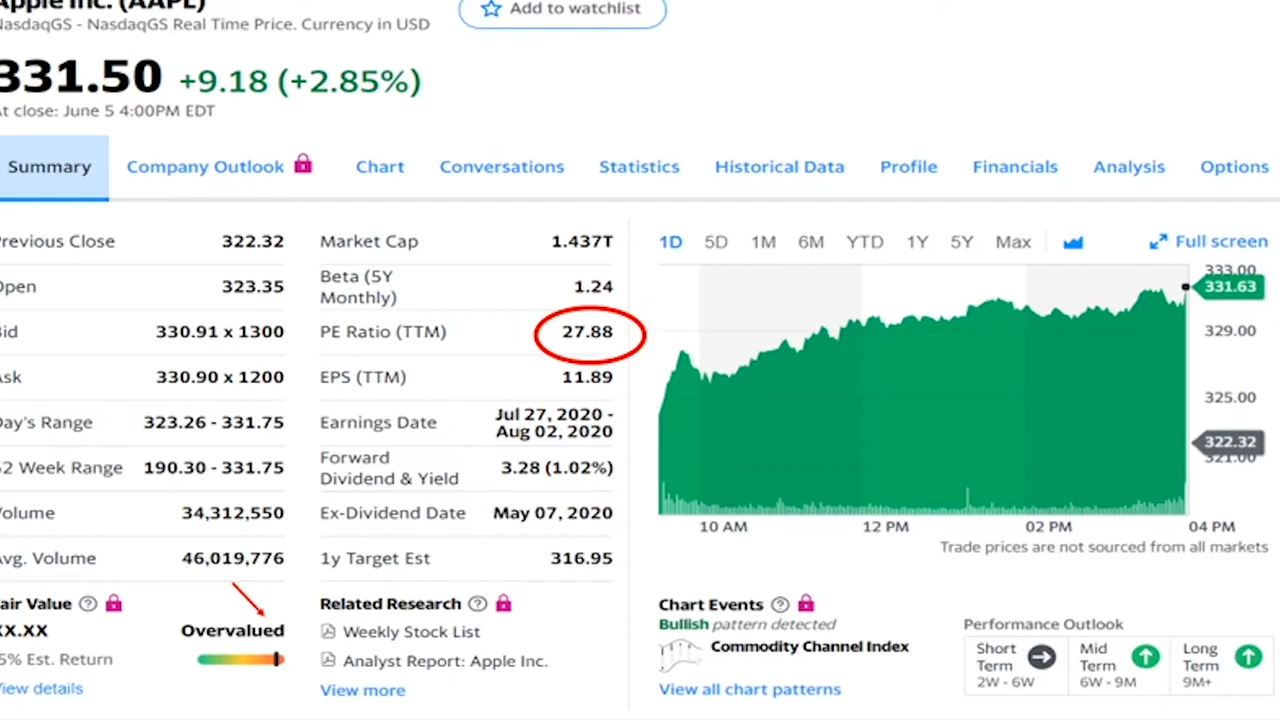 Apple Inc. (AAPL)
NasdaqGS - NasdaqGS Real Time Price. Currency in USD
Add to watchlist
331.50 +9.18 (+2.85%)
At close: June 5 4:00PM EDT
Summary Company Outlook Chart Conversations Statistics Historical Data Profile Financials Analysis Options
Previous Close 322.32
Open 323.35
Bid 330.91 x 1300
Ask 330.90 x 1200
Day's Range 323.26 - 331.75
52 Week Range 190.30 - 331.75
Volume 34,312,550
Avg. Volume 46,019,776
Market Cap 1.437T
Beta (5Y
Monthly) 1.24
PE Ratio (TTM) 27.88
EPS (TTM) 11.89
Earnings Date Jul 27, 2020 -
Aug 02, 2020
Forward
Dividend & Yield 3.28 (1.02%)
Ex-Dividend Date May 07, 2020
1y Target Est 316.95
1D 5D 1M 6M YTD 1Y 5Y Max Full screen
333.00
331.63
329.00
325.00
322.32
321.00
10 AM 12 PM 02 PM 04 PM
Trade prices are not sourced from all markets
Fair Value
XX.XX Overvalued
5% Est. Return
View details
Related Research
Weekly Stock List
Analyst Report: Apple Inc.
View more
Chart Events
Bullish pattern detected
Commodity Channel Index
View all chart patterns
Performance Outlook
Short
Term
2W - 6W
Mid
Term
6W - 9M
Long
Term
9M+